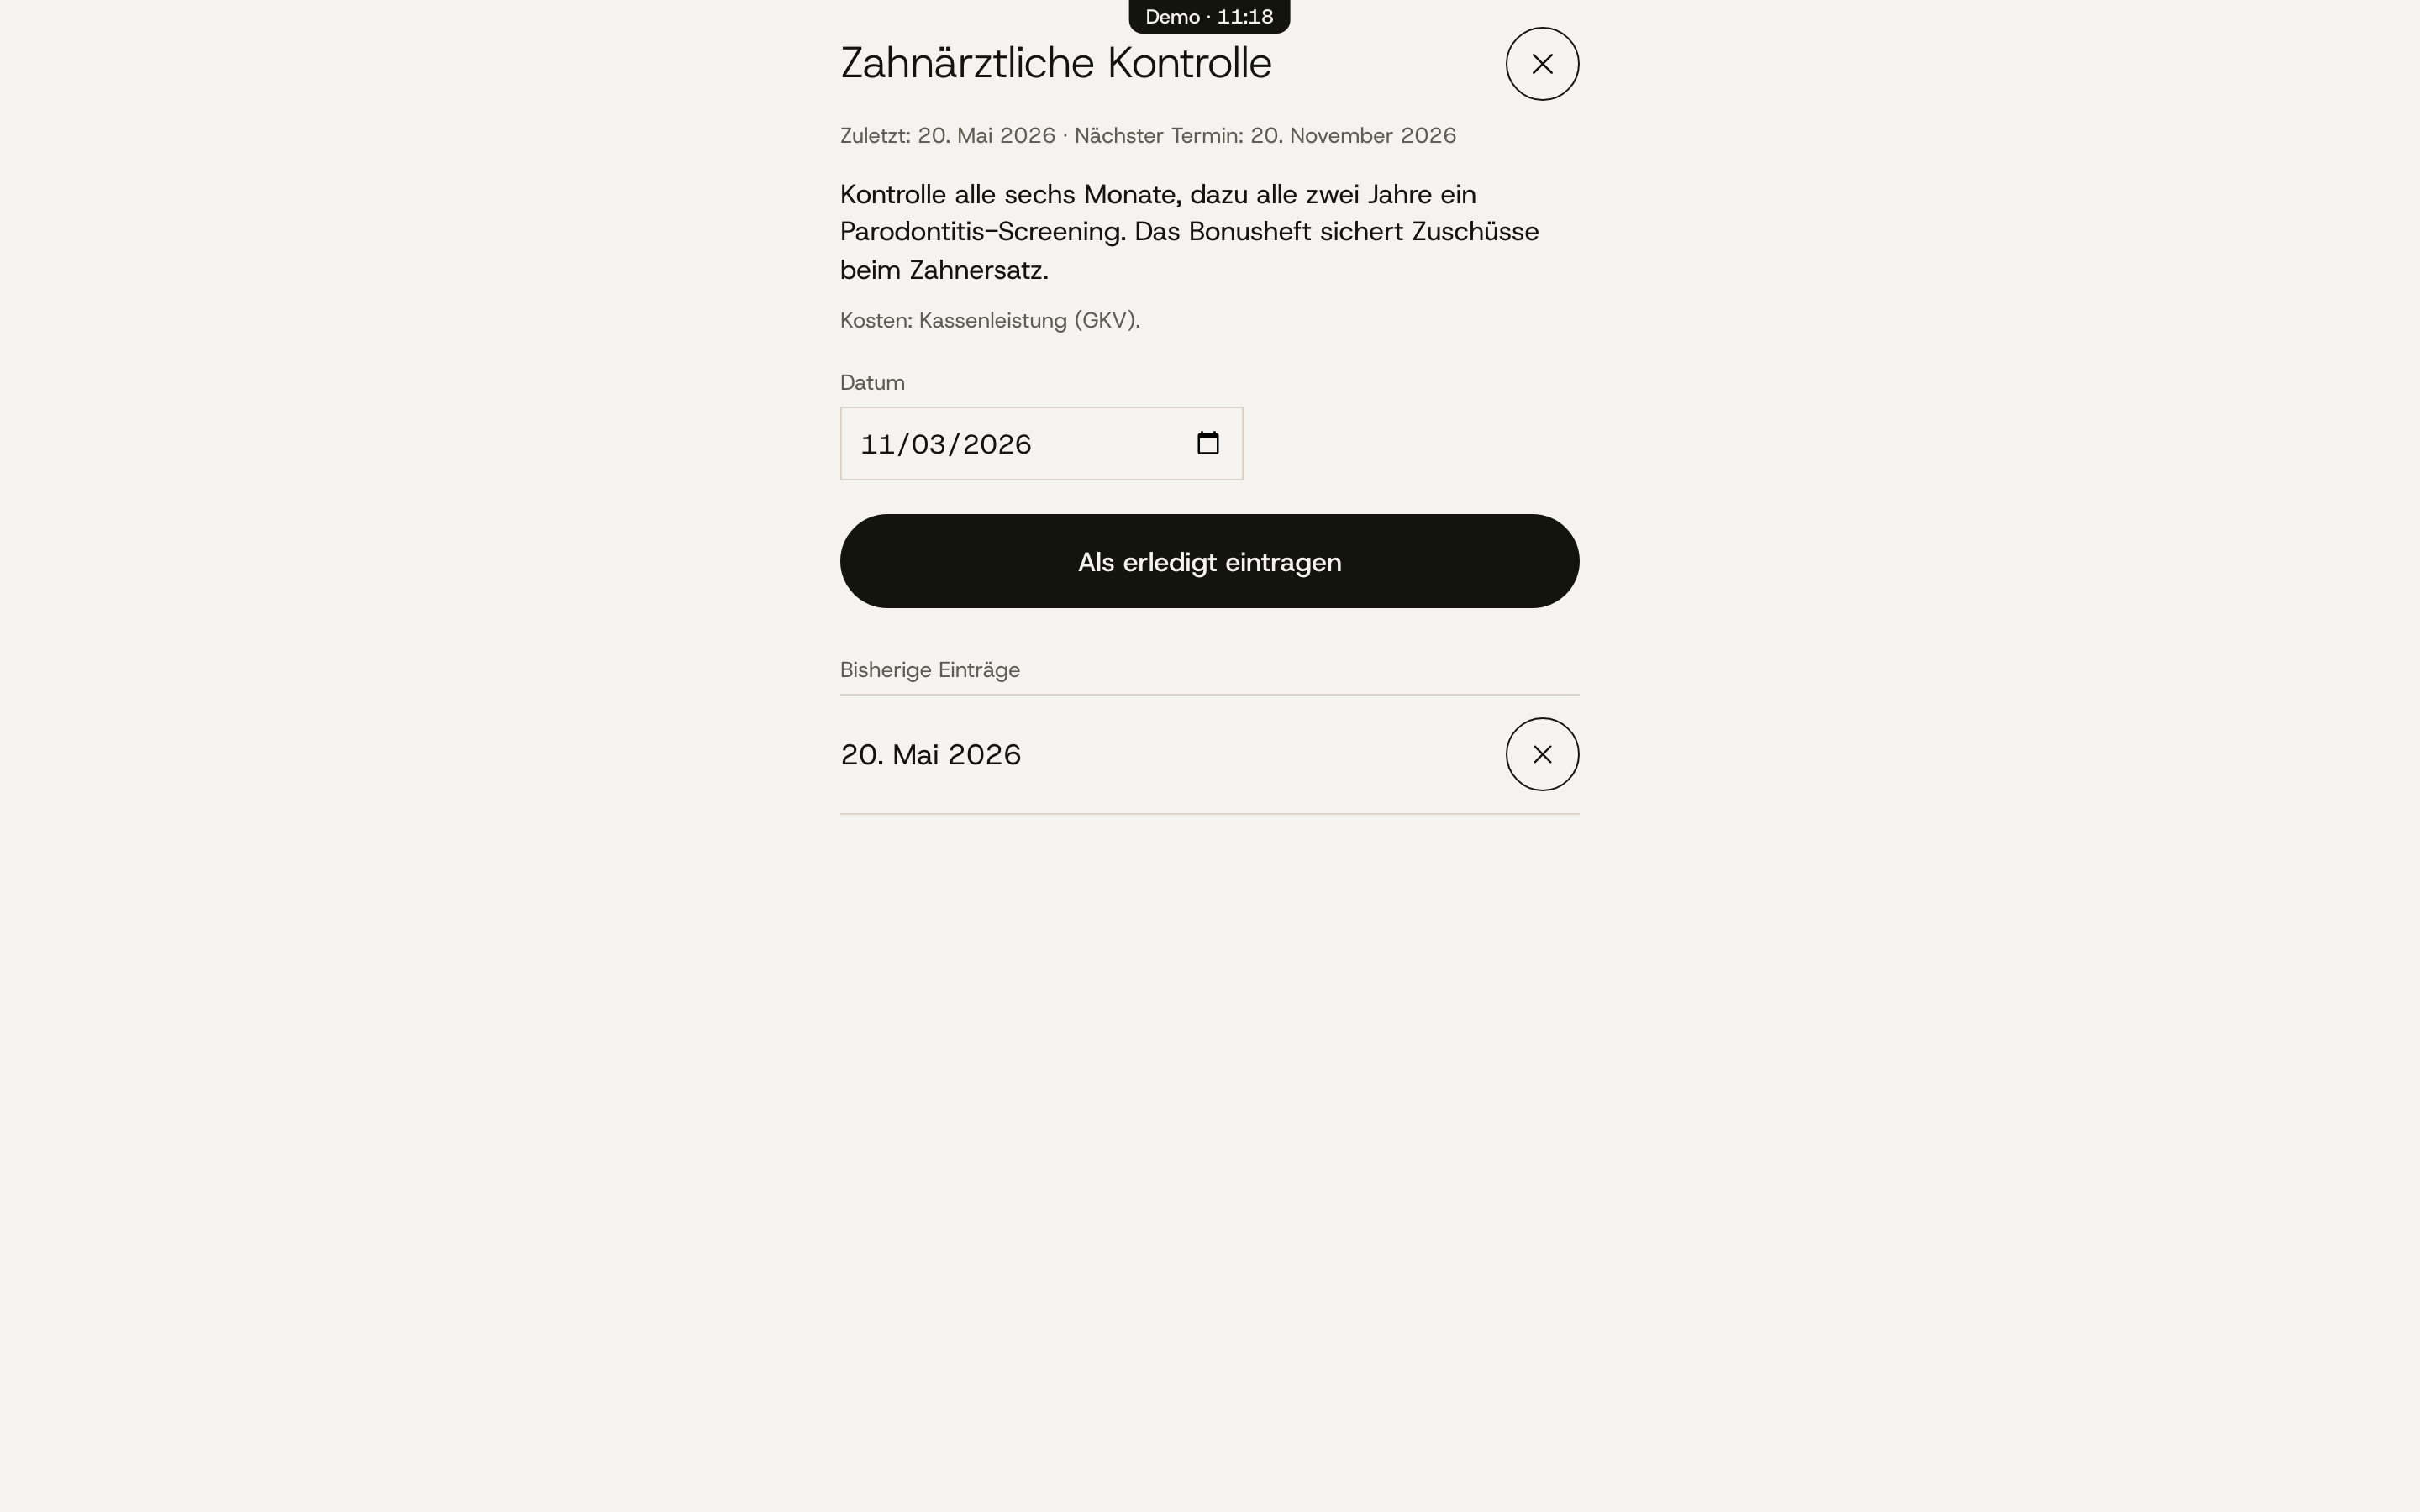 Demo · 11:18
Zahnärztliche Kontrolle
Zuletzt: 20. Mai 2026 · Nächster Termin: 20. November 2026
Kontrolle alle sechs Monate, dazu alle zwei Jahre ein
Parodontitis-Screening. Das Bonusheft sichert Zuschüsse
beim Zahnersatz.
Kosten: Kassenleistung (GKV).
Datum
11/03/2026
Als erledigt eintragen
Bisherige Einträge
20. Mai 2026